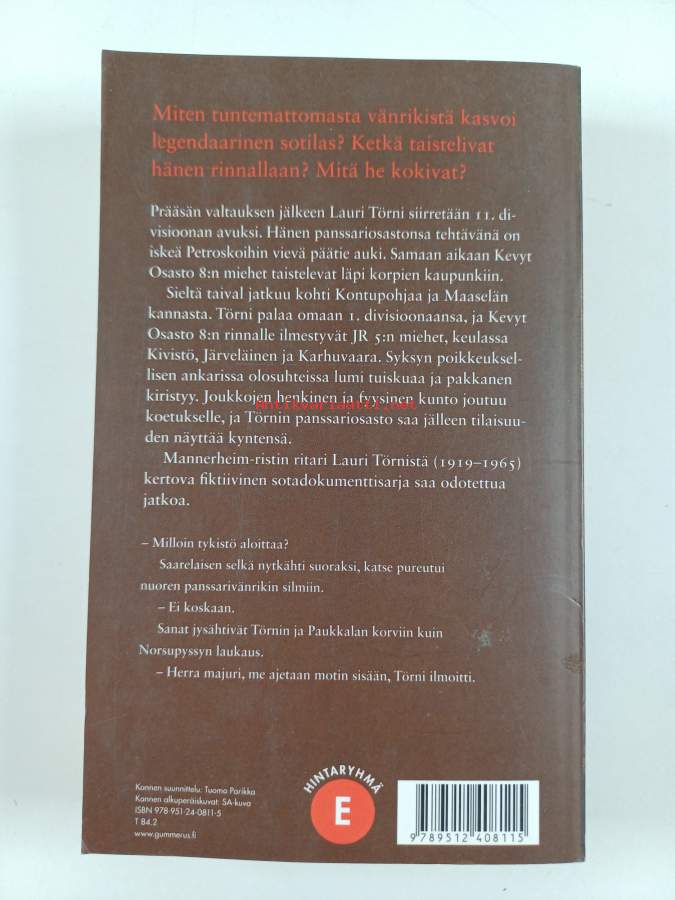 Miten tuntemattomasta vänrikistä kasvoi
legendaarinen sotilas? Ketkä taistelivat
hänen rinnallaan? Mitä he kokivat?
Prääsän valtauksen jälkeen Lauri Törni siirretään 11. di-
visioonan avuksi. Hänen panssariosastonsa tehtävänä on
iskeä Petroskoihin vievä päätie auki. Samaan aikaan Kevyt
Osasto 8:n miehet taistelevat läpi korpien kaupunkiin.
Sieltä taival jatkuu kohti Kontupohjaa ja Maaselän
kannasta. Törni palaa omaan 1. divisioonaansa, ja Kevyt
Osasto 8:n rinnalle ilmestyvät JR 5:n miehet, keulassa
Kivistö, Järveläinen ja Karhuvaara. Syksyn poikkeuksel-
lisen ankarissa olosuhteissa lumi tuiskuaa ja pakkanen
kiristyy. Joukkojen henkinen ja fyysinen kunto joutuu
antikvariaatti.net
koetukselle, ja Törnin panssariosasto saa jälleen tilaisuu-
den näyttää kyntensä.
Mannerheim-ristin ritari Lauri Törnistä (1919–1965)
kertova fiktiivinen sotadokumenttisarja saa odotettua
jatkoa.
– Milloin tykistö aloittaa?
Saarelaisen selkä nytkähti suoraksi, katse pureutui
nuoren panssarivänrikin silmiin.
– Ei koskaan.
Sanat jysähtivät Törnin ja Paukkalan korviin kuin
Norsupyssyn laukaus.
– Herra majuri, me ajetaan motin sisään, Törni ilmoitti.
Kannen suunnittelu: Tuomo Parikka
Kannen alkuperäiskuvat: SA-kuva
ISBN 978-951-24-0811-5
T 84.2
www.gummerus.fi
HINTARYHMÄ
E
9789512408115